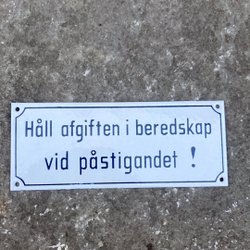 Håll afgiften i beredskap
vid påstigandet !